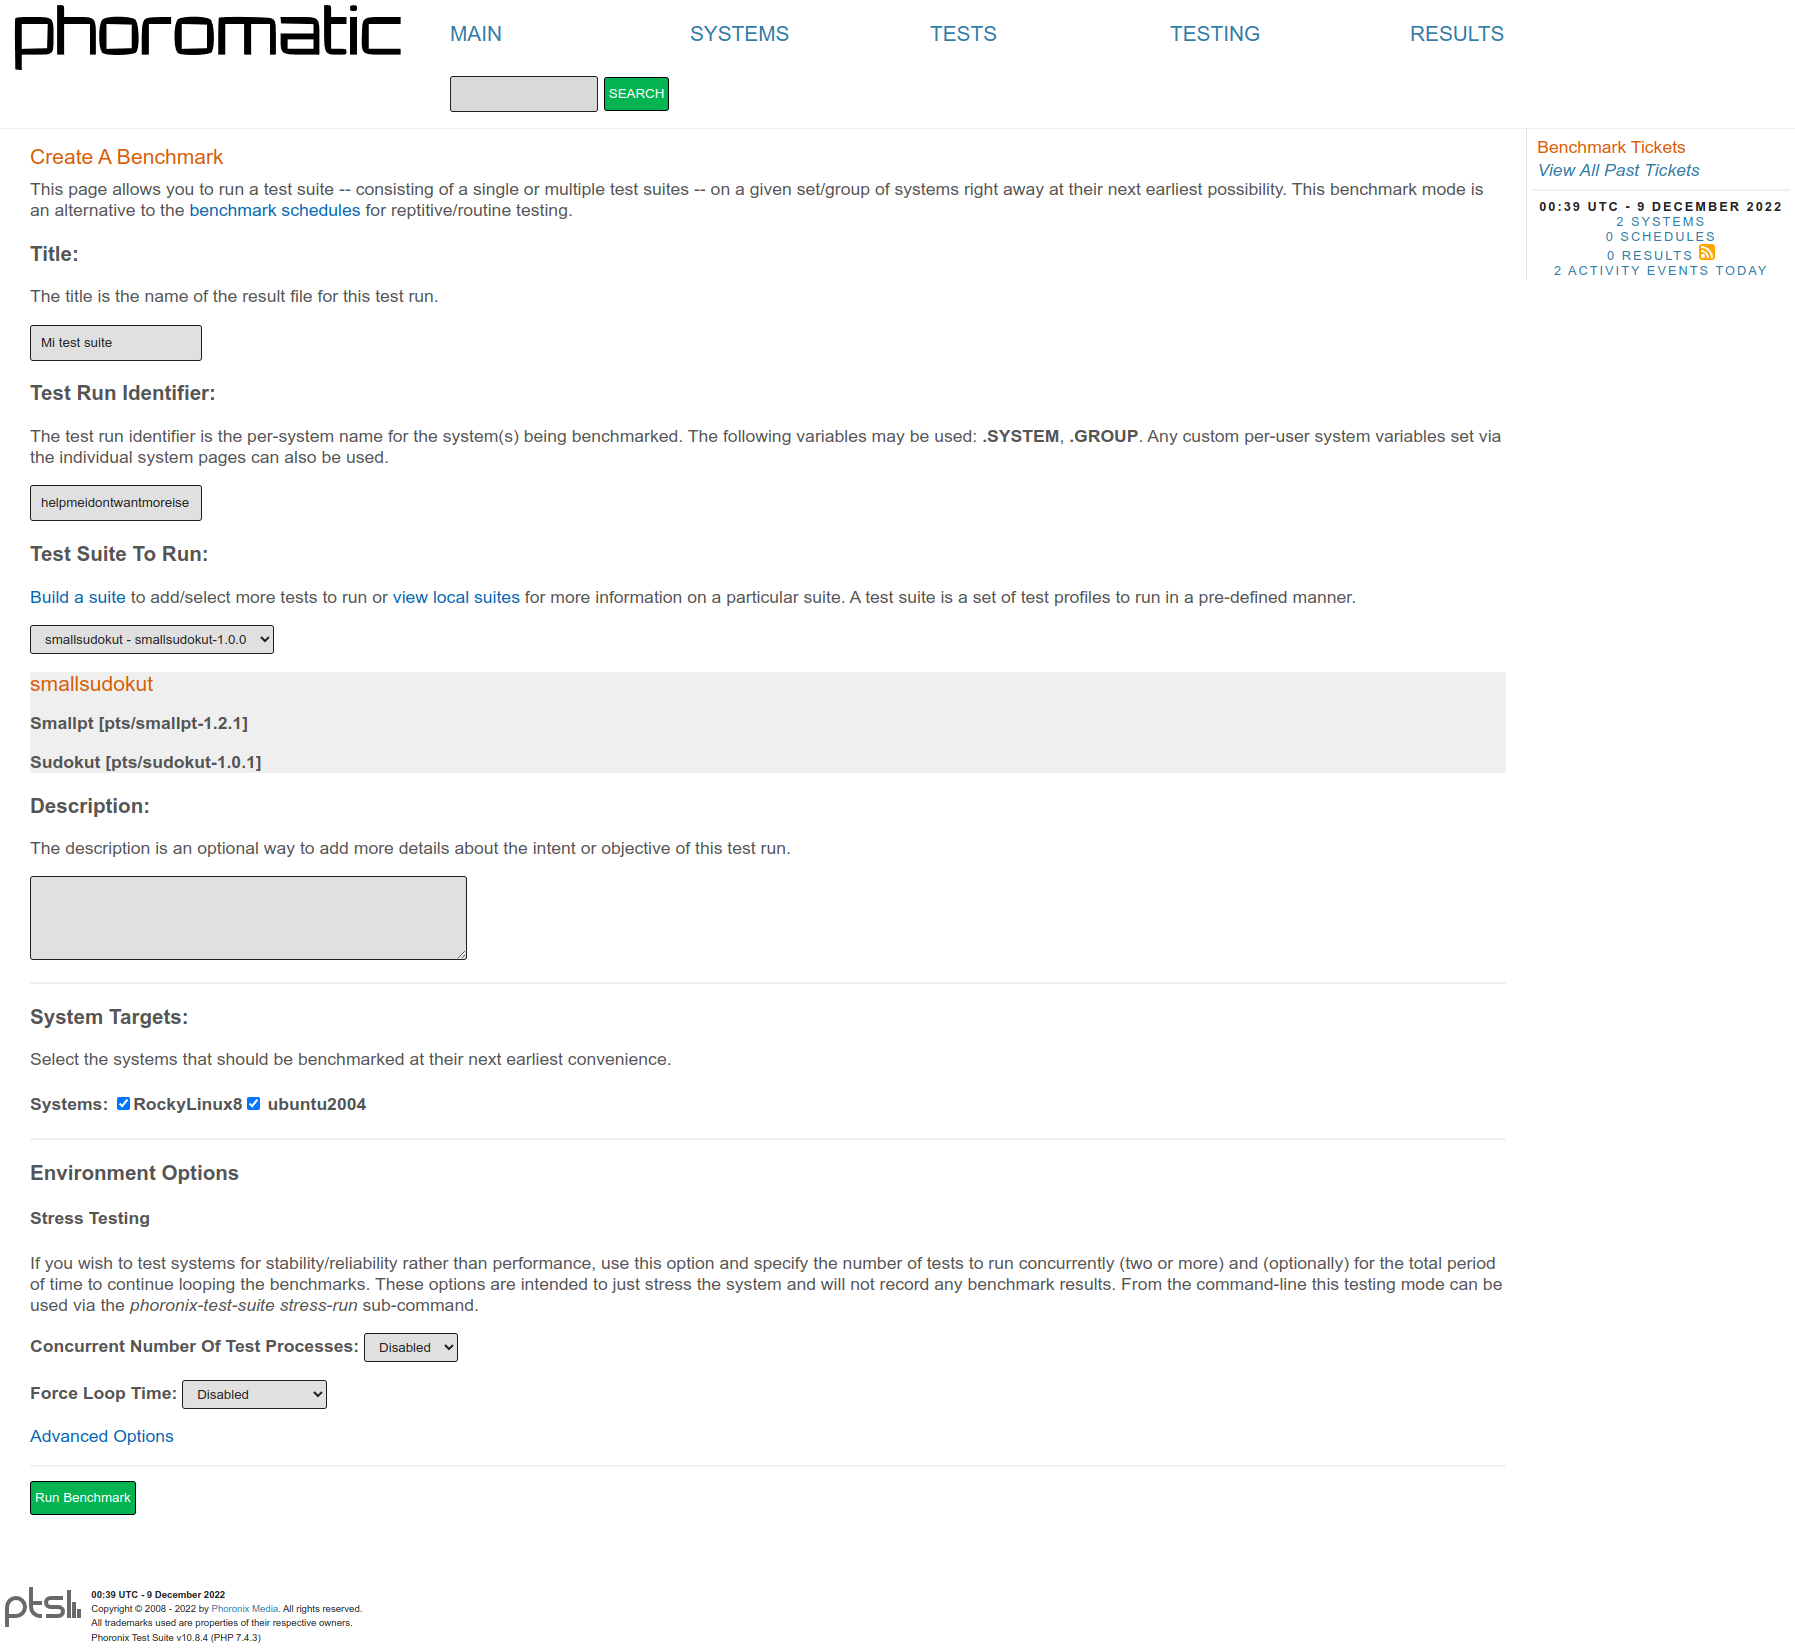 phoromatic
MAIN
SYSTEMS
TESTS
TESTING
RESULTS
SEARCH
Create A Benchmark
This page allows you to run a test suite -- consisting of a single or multiple test suites -- on a given set/group of systems right away at their next earliest possibility. This benchmark mode is
an alternative to the benchmark schedules for reptitive/routine testing.
Title:
The title is the name of the result file for this test run.
Mi test suite
Test Run Identifier:
The test run identifier is the per-system name for the system(s) being benchmarked. The following variables may be used: .SYSTEM, .GROUP. Any custom per-user system variables set via
the individual system pages can also be used.
helpmeidontwantmoreise
Test Suite To Run:
Build a suite to add/select more tests to run or view local suites for more information on a particular suite. A test suite is a set of test profiles to run in a pre-defined manner.
smallsudokut - smallsudokut-1.0.0
smallsudokut
Smallpt [pts/smallpt-1.2.1]
Sudokut [pts/sudokut-1.0.1]
Description:
The description is an optional way to add more details about the intent or objective of this test run.
System Targets:
Select the systems that should be benchmarked at their next earliest convenience.
Systems: RockyLinux8 ubuntu2004
Environment Options
Stress Testing
If you wish to test systems for stability/reliability rather than performance, use this option and specify the number of tests to run concurrently (two or more) and (optionally) for the total period
of time to continue looping the benchmarks. These options are intended to just stress the system and will not record any benchmark results. From the command-line this testing mode can be
used via the phoronix-test-suite stress-run sub-command.
Concurrent Number Of Test Processes: Disabled
Force Loop Time: Disabled
Advanced Options
Run Benchmark
Benchmark Tickets
View All Past Tickets
00:39 UTC - 9 DECEMBER 2022
2 SYSTEMS
0 SCHEDULES
0 RESULTS
2 ACTIVITY EVENTS TODAY
pts
00:39 UTC - 9 December 2022
Copyright © 2008 - 2022 by Phoronix Media. All rights reserved.
All trademarks used are properties of their respective owners.
Phoronix Test Suite v10.8.4 (PHP 7.4.3)